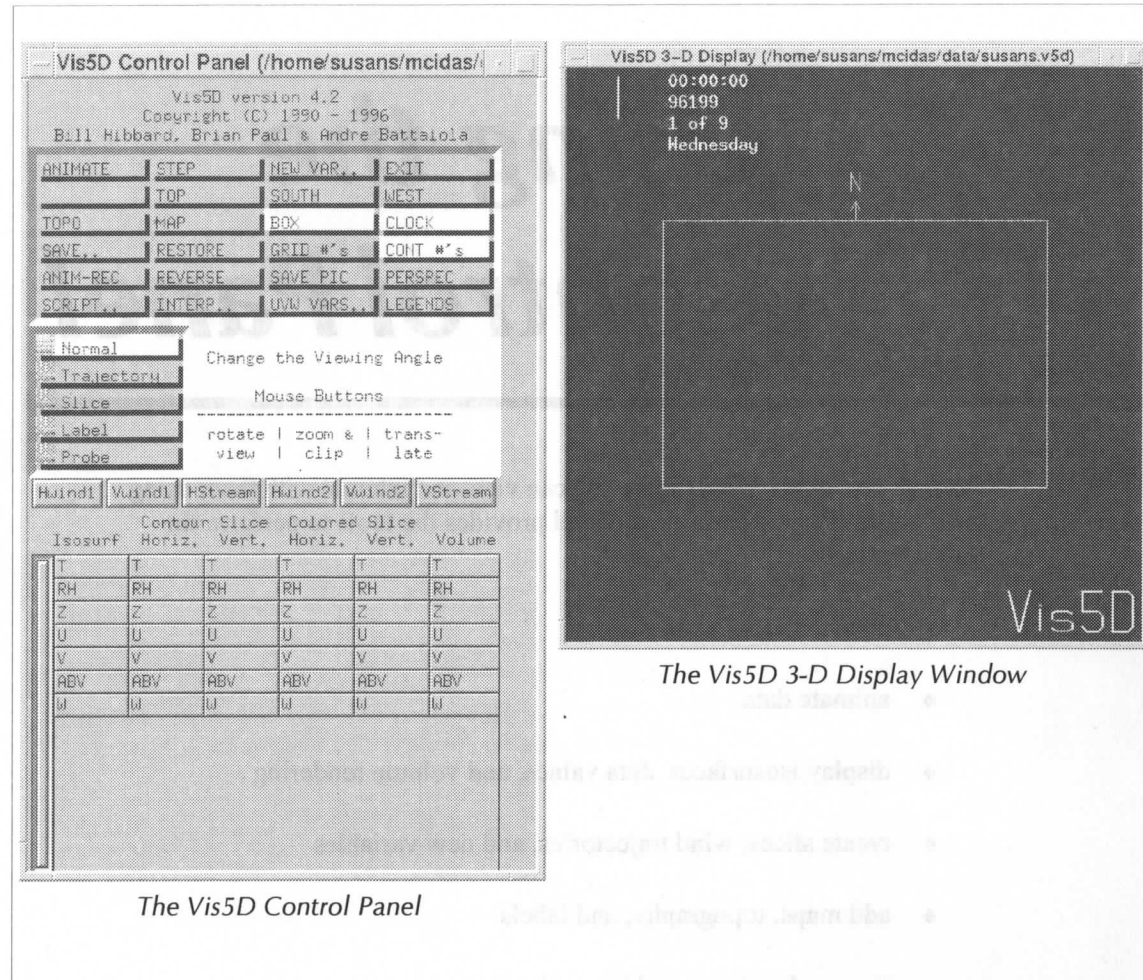 Vis5D Control Panel (/home/susans/mcidas/
Vis5D version 4.2
Copyright (C) 1990 - 1996
Bill Hibbard, Brian Paul & Andre Battaiola
ANIMATE STEP NEW VAR.. EXIT
TOP SOUTH WEST
TOPO MAP BOX CLOCK
SAVE.. RESTORE GRID #'s CONT #'s
ANIM-REC REVERSE SAVE PIC PERSPEC
SCRIPT.. INTERP.. UVW VARS.. LEGENDS
Normal
Trajectory
Slice
Label
Probe
Change the Viewing Angle
Mouse Buttons
rotate | zoom & | trans-
view | clip | late
Hwind1 Vwind1 HStream Hwind2 Vwind2 VStream
Contour Slice Colored Slice
Isosurf Horiz. Vert. Horiz. Vert. Volume
T T T T T T
RH RH RH RH RH RH
Z Z Z Z Z Z
U U U U U U
V V V V V V
ABV ABV ABV ABV ABV ABV
W W W W W W
The Vis5D Control Panel
Vis5D 3-D Display (/home/susans/mcidas/data/susans.v5d)
00:00:00
96199
1 of 9
Wednesday
N
Vis5D
The Vis5D 3-D Display Window
animate data
display isosurfaces, data values, and volume rendering
create slices, wind trajectories, and new variables
add maps, topography, and labels